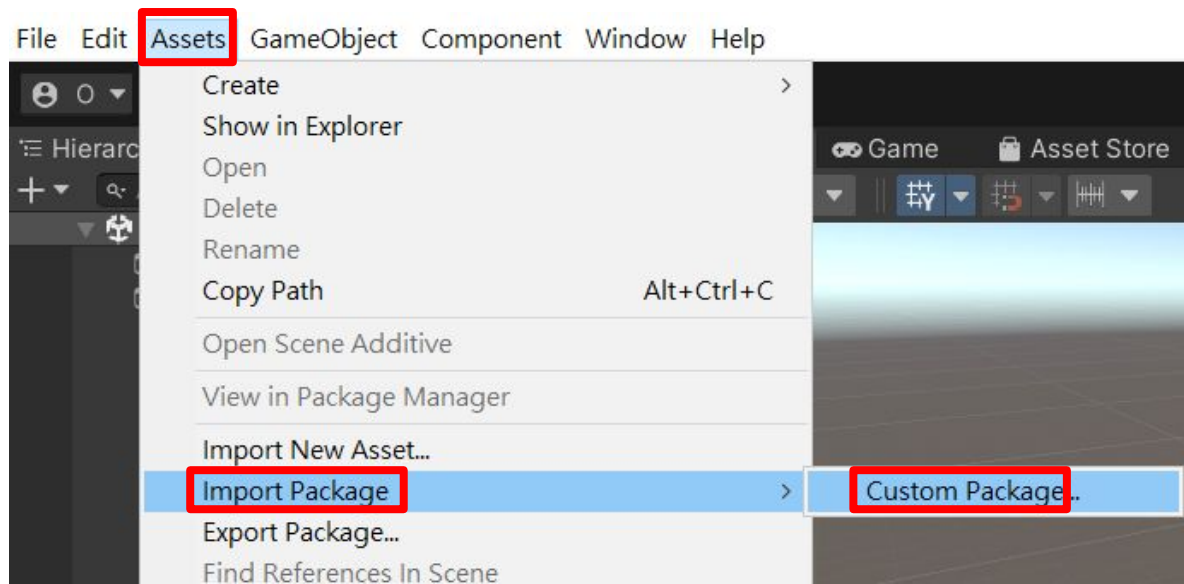 File Edit Assets GameObject Component Window Help
O
Create
Show in Explorer
Hierarc
Game
Asset Store
Open
Delete
Rename
Copy Path Alt+Ctrl+C
Open Scene Additive
View in Package Manager
Import New Asset...
Import Package
Custom Package...
Export Package...
Find References In Scene